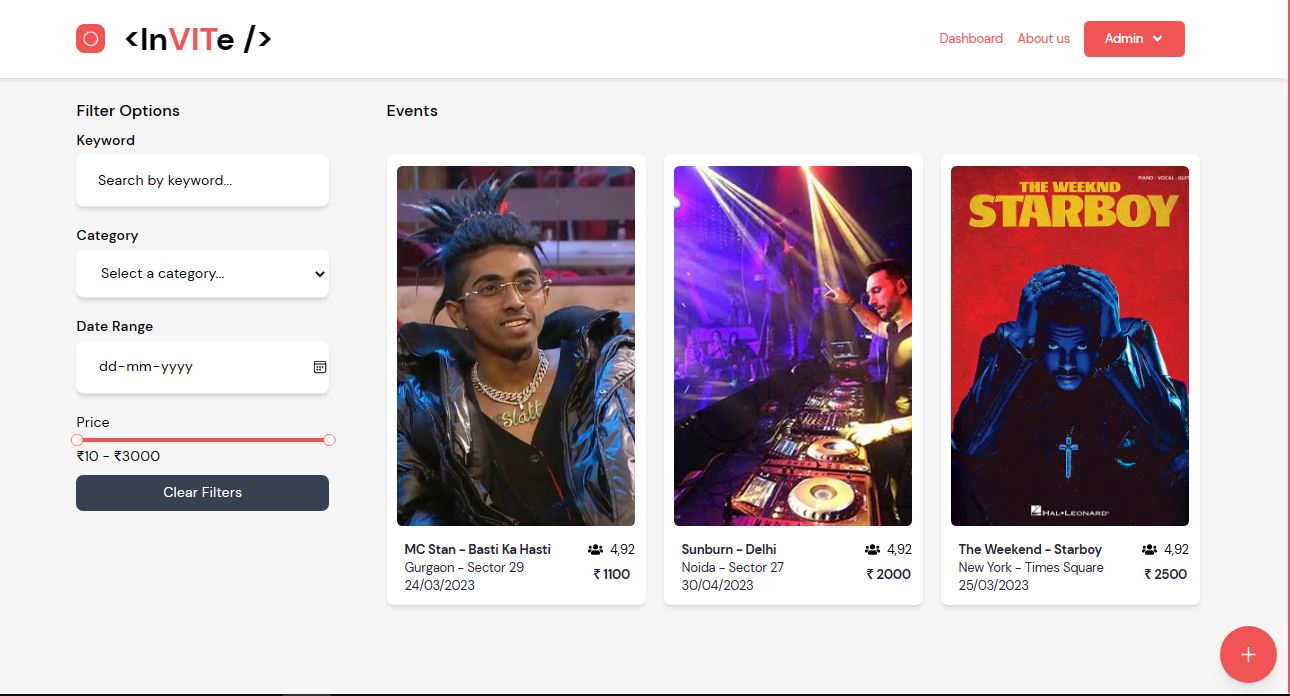 <InVITe />
Dashboard
About us
Admin
Filter Options
Keyword
Search by keyword...
Category
Select a category...
Date Range
dd-mm-yyyy
Price
₹10 - ₹3000
Clear Filters
Events
Slatt
MC Stan - Basti Ka Hasti
4,92
Gurgaon - Sector 29
₹ 1100
24/03/2023
Sunburn - Delhi
4,92
Noida - Sector 27
₹ 2000
30/04/2023
PIANO · VOCAL · GUIT
THE WEEKND
STARBOY
HAL•LEONARD®
The Weekend - Starboy
4,92
New York - Times Square
₹ 2500
25/03/2023
+